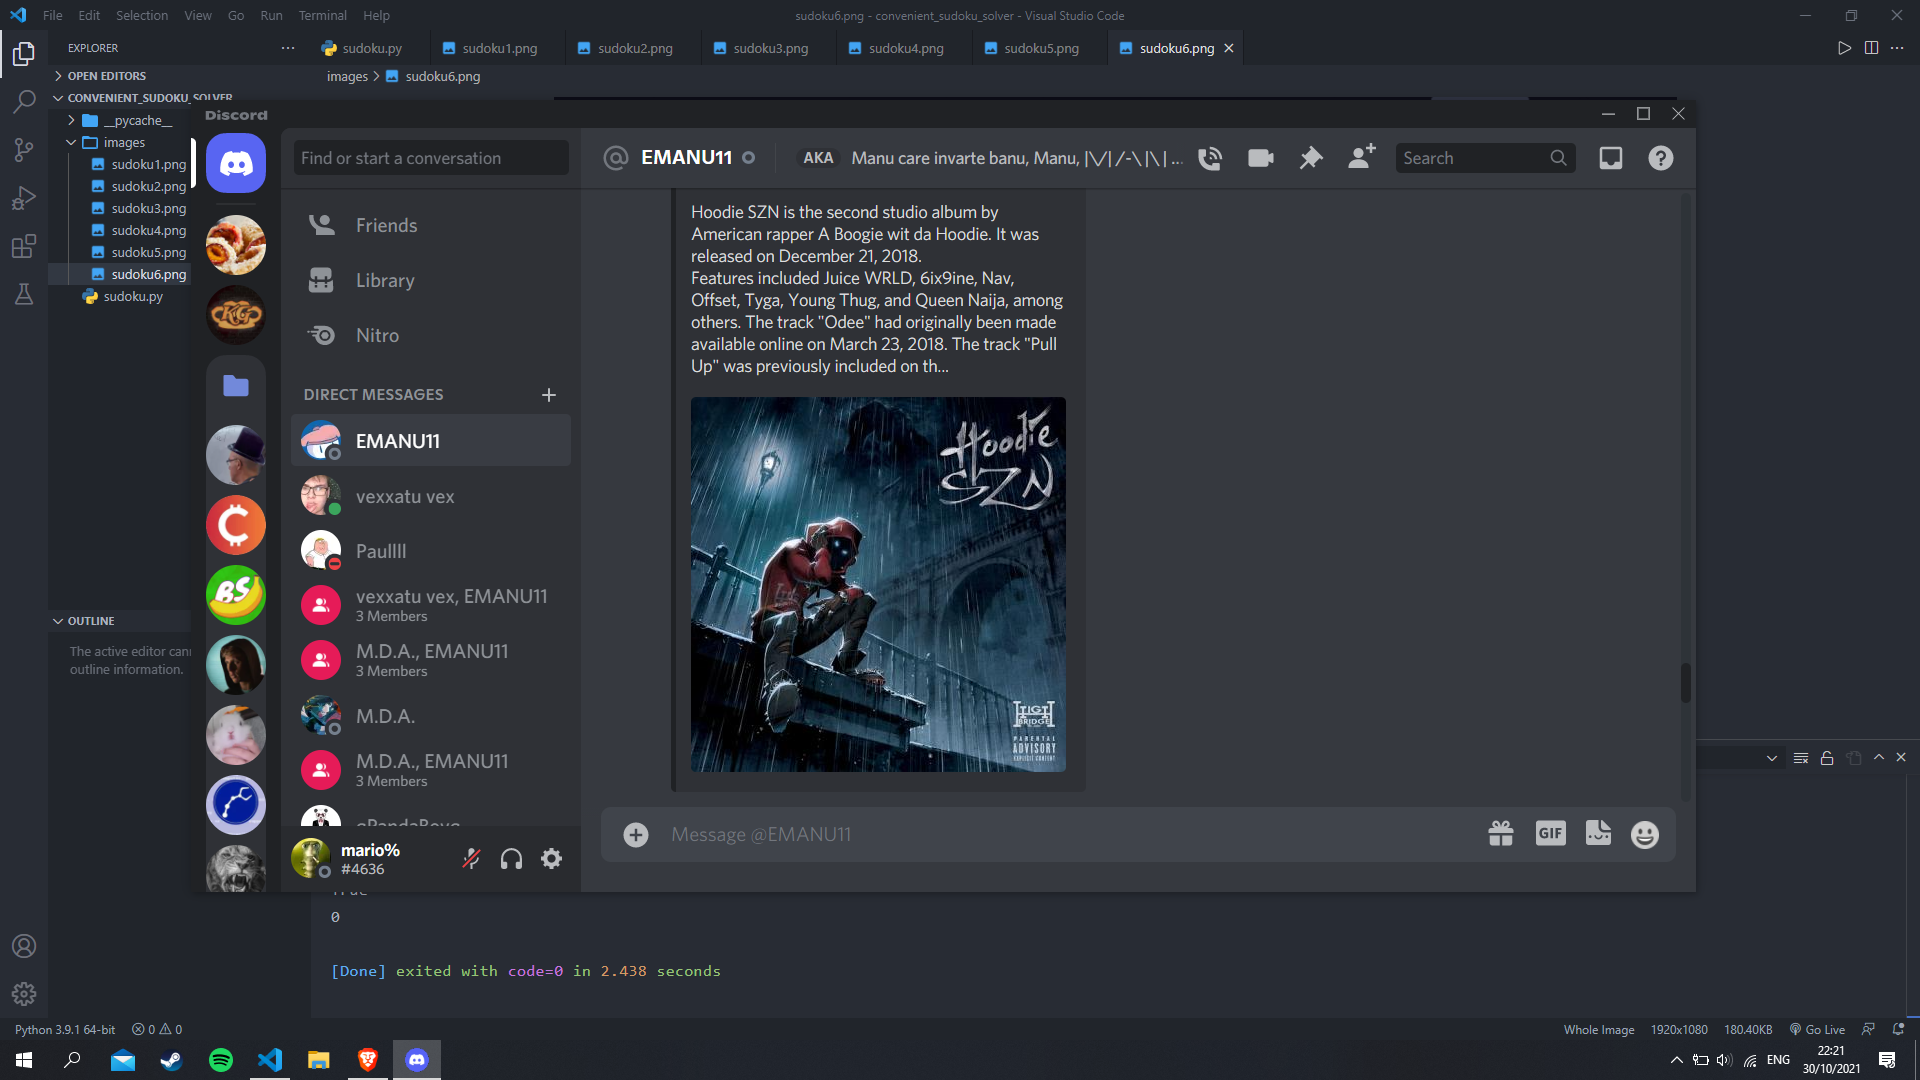 File Edit Selection View Go Run Terminal Help
sudoku6.png - convenient_sudoku_solver - Visual Studio Code
EXPLORER
sudoku.py sudoku1.png sudoku2.png sudoku3.png sudoku4.png sudoku5.png sudoku6.png
OPEN EDITORS
images > sudoku6.png
CONVENIENT_SUDOKU_SOLVER
__pycache__
images
sudoku1.png
sudoku2.png
sudoku3.png
sudoku4.png
sudoku5.png
sudoku6.png
sudoku.py
OUTLINE
The active editor can
outline information.
Discord
Find or start a conversation
Friends
Library
Nitro
DIRECT MESSAGES
EMANU11
vexxatu vex
Paullll
vexxatu vex, EMANU11
3 Members
M.D.A., EMANU11
3 Members
M.D.A.
M.D.A., EMANU11
3 Members
mario%
#4636
EMANU11
AKA Manu care invarte banu, Manu, |\/| /-\ |\| ...
Search
Hoodie SZN is the second studio album by
American rapper A Boogie wit da Hoodie. It was
released on December 21, 2018.
Features included Juice WRLD, 6ix9ine, Nav,
Offset, Tyga, Young Thug, and Queen Naija, among
others. The track "Odee" had originally been made
available online on March 23, 2018. The track "Pull
Up" was previously included on th...
Hoodie
SZN
HIGH
BRIDGE
PARENTAL
ADVISORY
EXPLICIT CONTENT
BS
Message @EMANU11
GIF
0
[Done] exited with code=0 in 2.438 seconds
Python 3.9.1 64-bit 0 0
Whole Image 1920x1080 180.40KB Go Live
ENG
22:21
30/10/2021